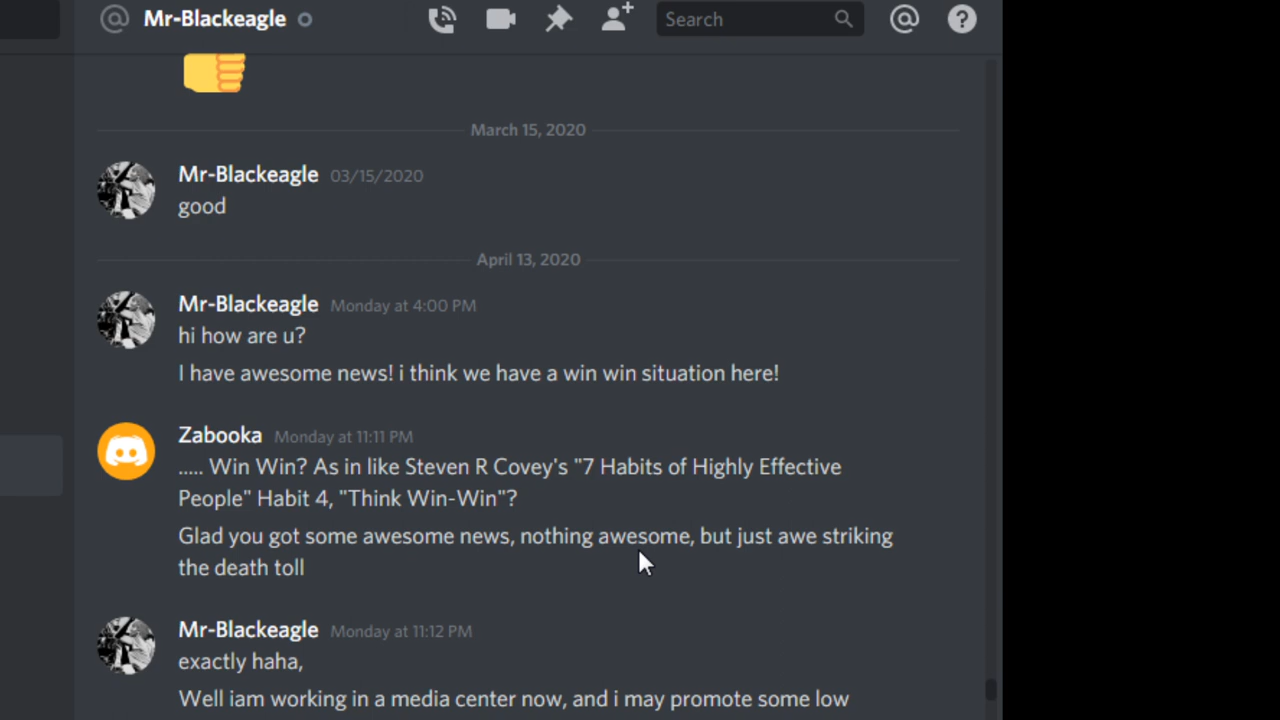 Mr-Blackeagle
Search
March 15, 2020
Mr-Blackeagle 03/15/2020
good
April 13, 2020
Mr-Blackeagle Monday at 4:00 PM
hi how are u?
I have awesome news! i think we have a win win situation here!
Zabooka Monday at 11:11 PM
..... Win Win? As in like Steven R Covey's "7 Habits of Highly Effective
People" Habit 4, "Think Win-Win"?
Glad you got some awesome news, nothing awesome, but just awe striking
the death toll
Mr-Blackeagle Monday at 11:12 PM
exactly haha,
Well iam working in a media center now, and i may promote some low